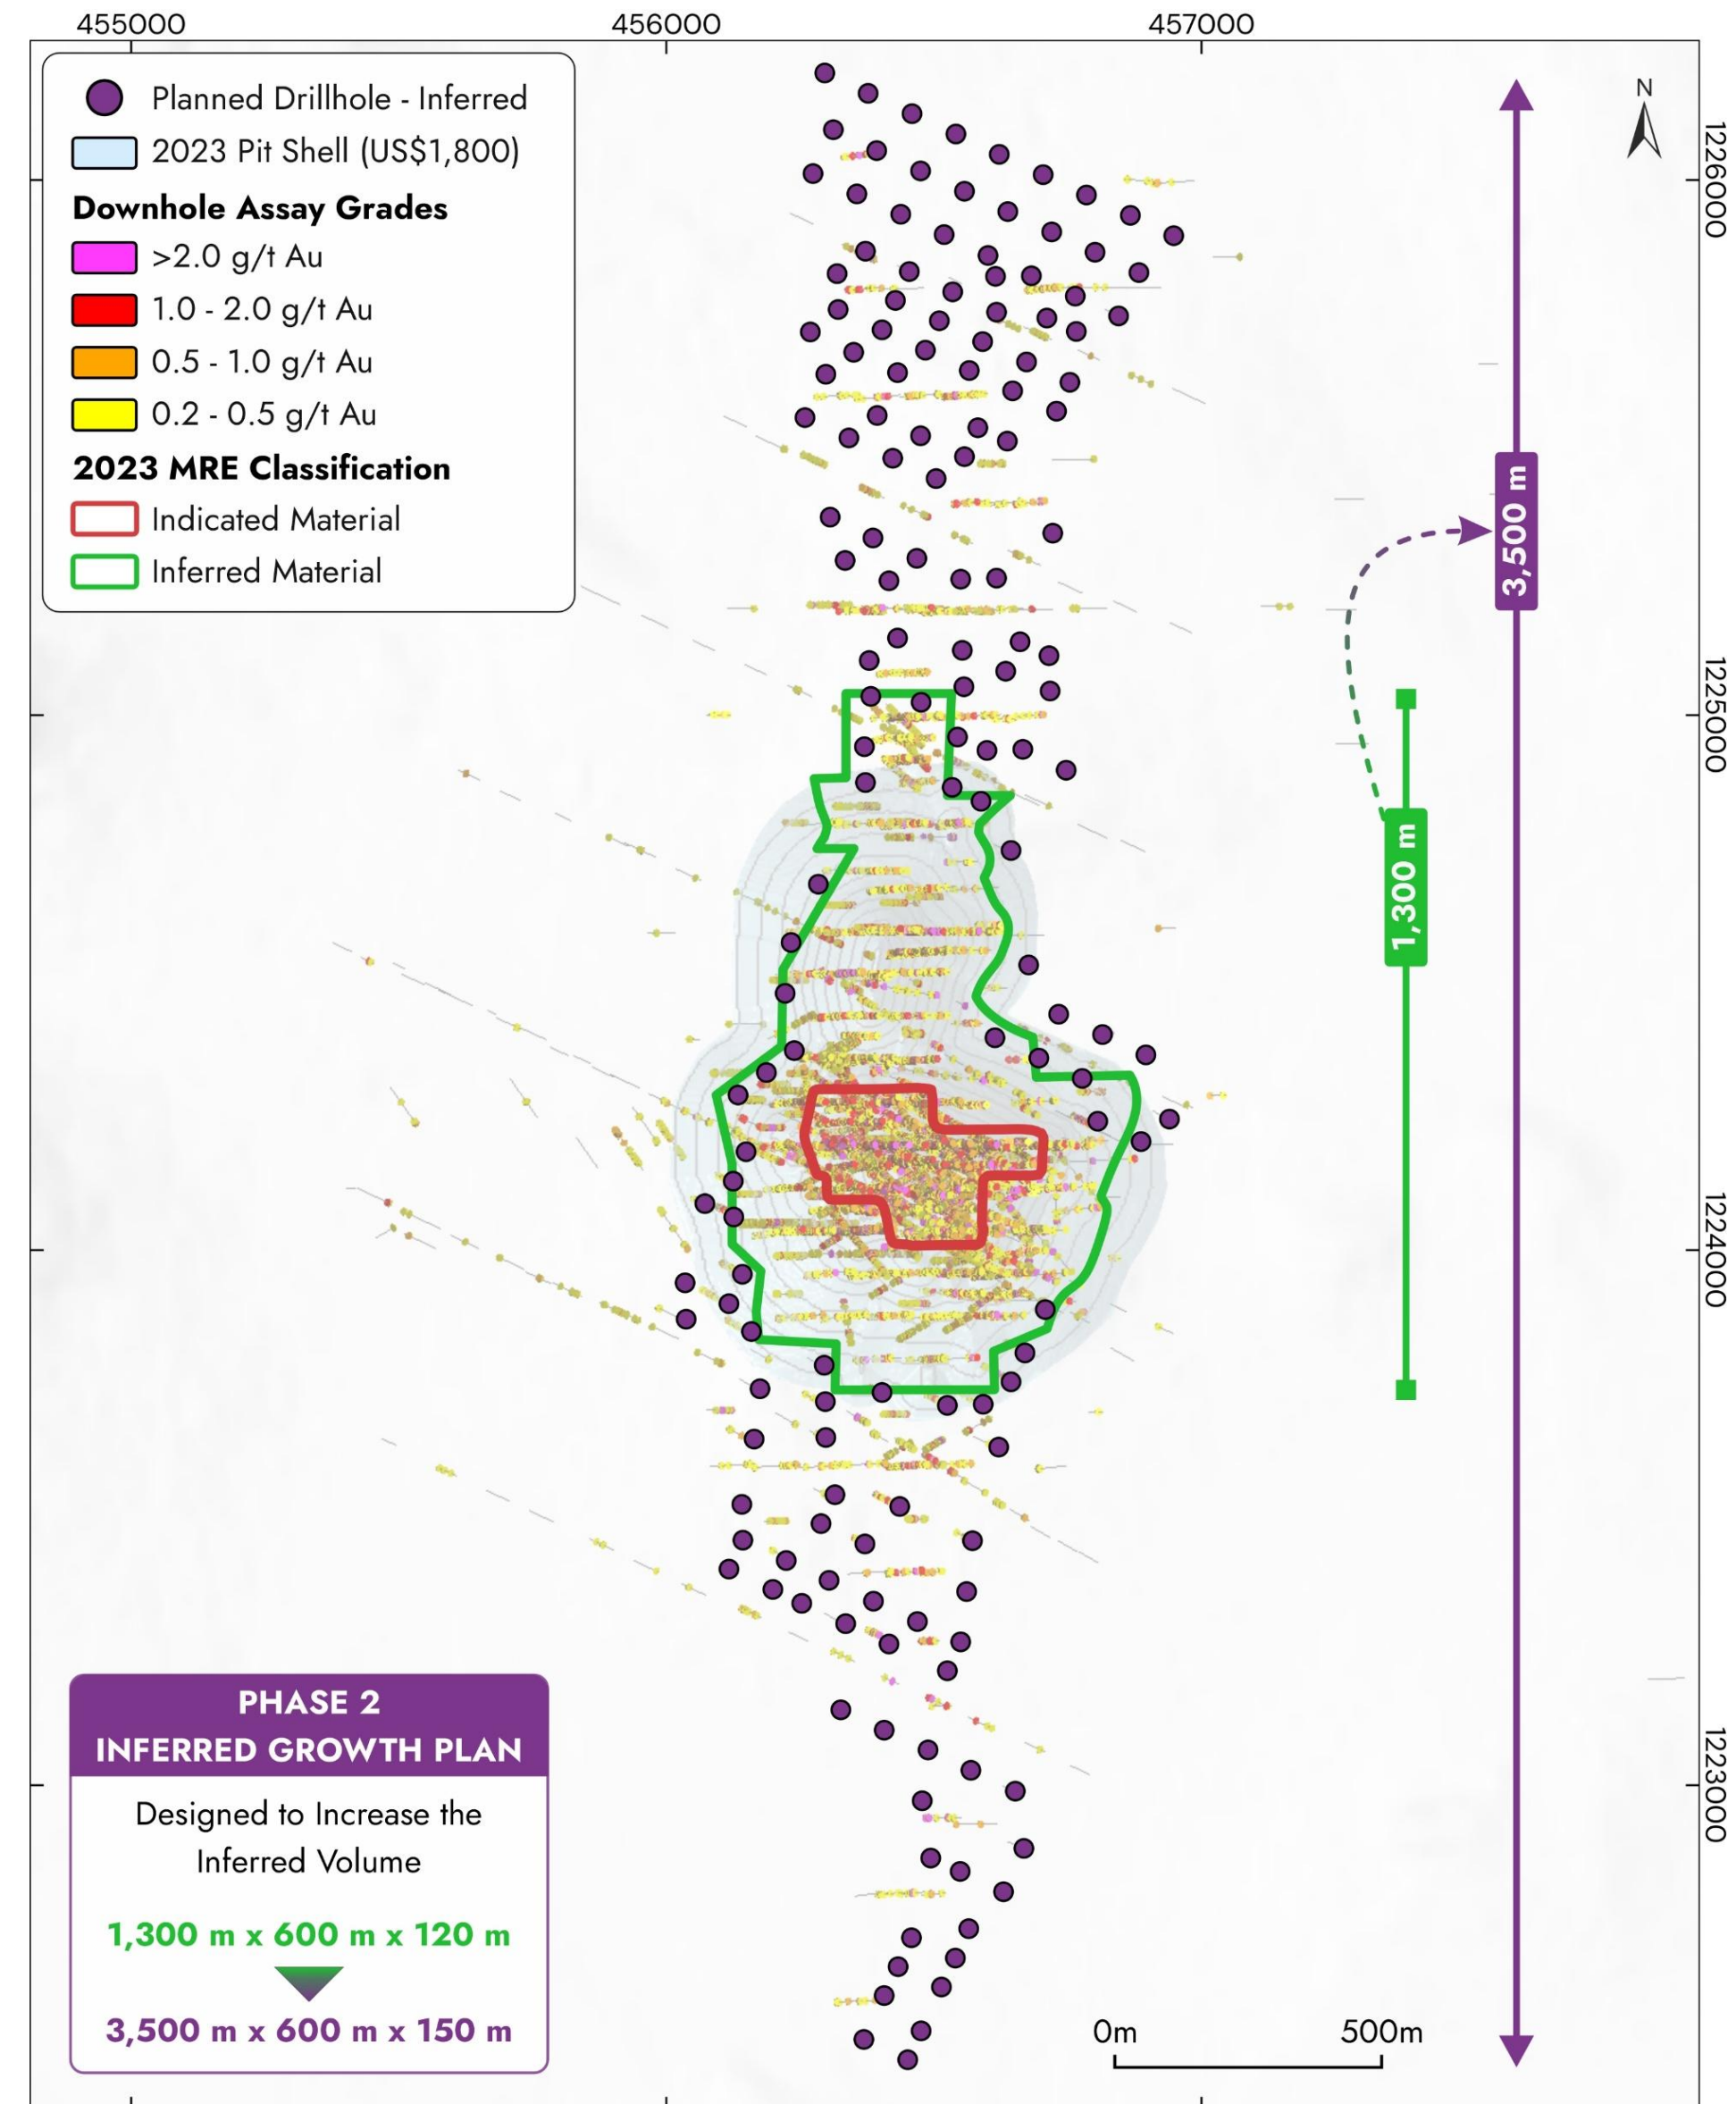 455000
456000
457000
Planned Drillhole - Inferred
2023 Pit Shell (US$1,800)
Downhole Assay Grades
>2.0 g/t Au
1.0 - 2.0 g/t Au
0.5 - 1.0 g/t Au
0.2 - 0.5 g/t Au
2023 MRE Classification
Indicated Material
Inferred Material
N
1226000
3,500 m
1225000
1,300 m
1224000
1223000
PHASE 2
INFERRED GROWTH PLAN
Designed to Increase the
Inferred Volume
1,300 m x 600 m x 120 m
3,500 m x 600 m x 150 m
0m
500m